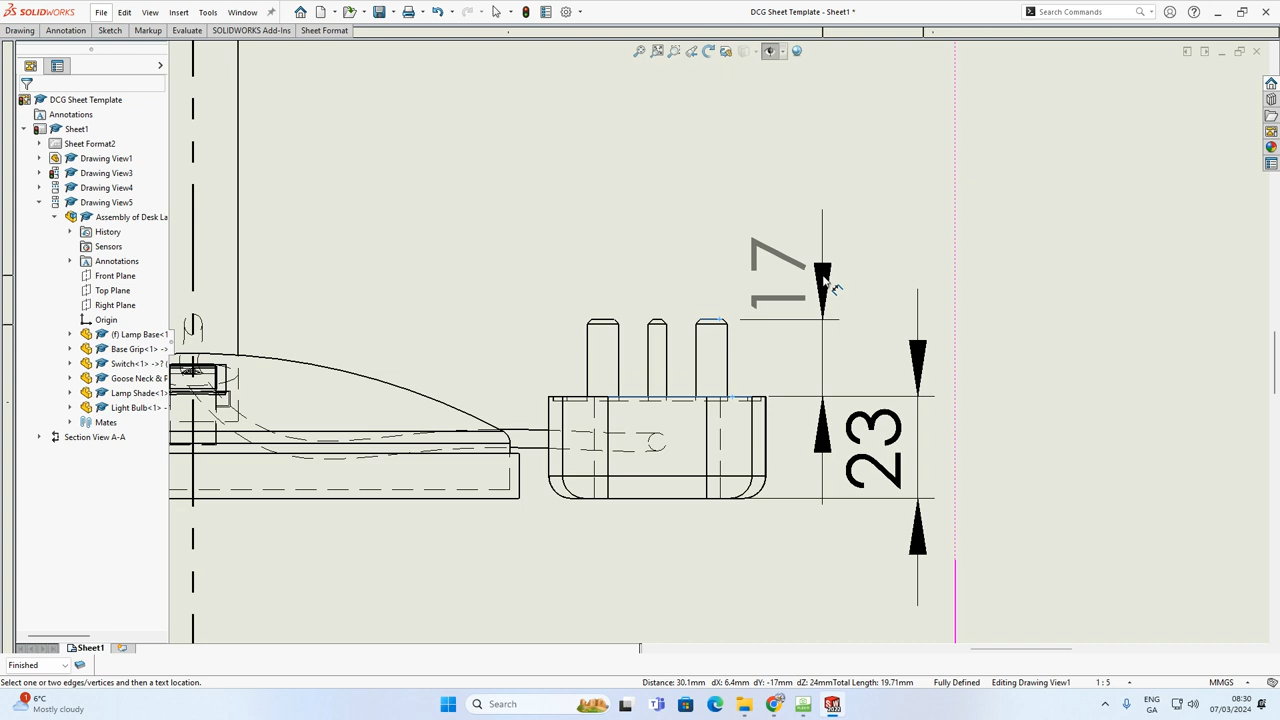 SOLIDWORKS File Edit View Insert Tools Window DCG Sheet Template - Sheet1 * Search Commands
Drawing Annotation Sketch Markup Evaluate SOLIDWORKS Add-Ins Sheet Format
DCG Sheet Template
Annotations
Sheet1
Sheet Format2
Drawing View1
Drawing View3
Drawing View4
Drawing View5
Assembly of Desk La
History
Sensors
Annotations
Front Plane
Top Plane
Right Plane
Origin
(f) Lamp Base<1
Base Grip<1> ->
Switch<1> ->? (
Goose Neck & P
Lamp Shade<1>
Light Bulb<1> -
Mates
Section View A-A
17
23
Sheet1
Finished
Select one or two edges/vertices and then a text location. Distance: 30.1mm dX: 6.4mm dY: -17mm dZ: 24mmTotal Length: 19.71mm Fully Defined Editing Drawing View1 1 : 5 MMGS
6°C
Mostly cloudy
Search
ENG
GA
08:30
07/03/2024